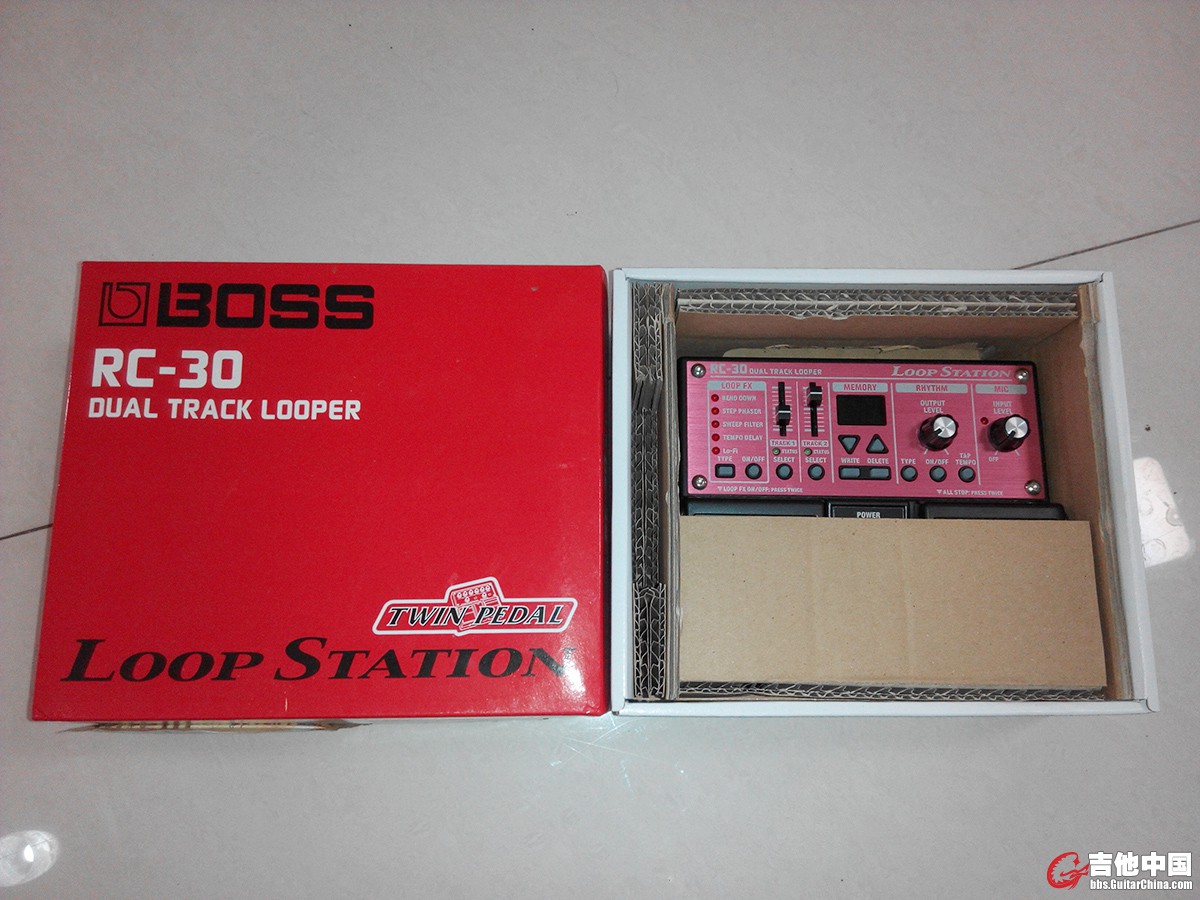 BOSS
RC-30
DUAL TRACK LOOPER
TWIN PEDAL
LOOP STATION
RC-30 DUAL TRACK LOOPER
LOOP STATION
LOOP FX
BEND DOWN
STEP PHASER
SWEEP FILTER
TEMPO DELAY
Lo-Fi
TYPE ON/OFF
TRACK 1
STATUS
SELECT
TRACK 2
STATUS
SELECT
▼LOOP FX ON/OFF: PRESS TWICE
MEMORY
WRITE DELETE
RHYTHM
OUTPUT
LEVEL
TYPE ON/OFF TAP
TEMPO
MIC
INPUT
LEVEL
OFF
▼ALL STOP: PRESS TWICE
POWER
吉他中国
bbs.GuitarChina.com